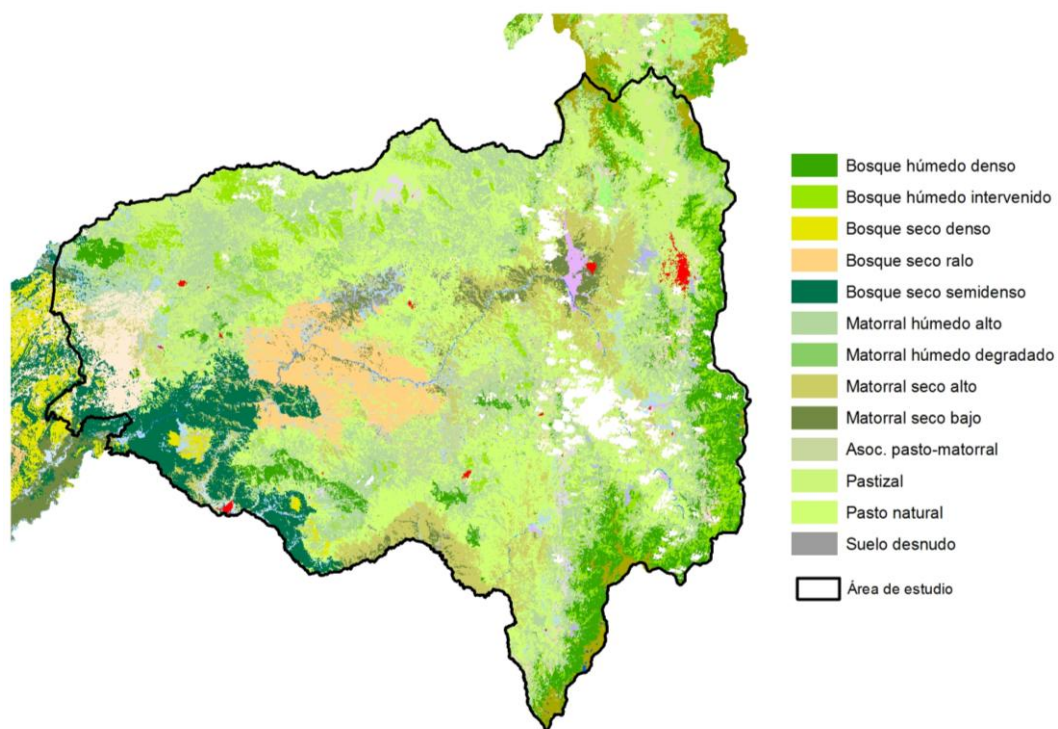 Bosque húmedo denso
Bosque húmedo intervenido
Bosque seco denso
Bosque seco ralo
Bosque seco semidenso
Matorral húmedo alto
Matorral húmedo degradado
Matorral seco alto
Matorral seco bajo
Asoc. pasto-matorral
Pastizal
Pasto natural
Suelo desnudo
Área de estudio